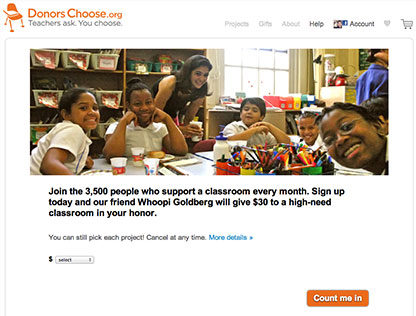 DonorsChoose.org
Teachers ask. You choose.
Projects Gifts About Help Account
Join the 3,500 people who support a classroom every month. Sign up
today and our friend Whoopi Goldberg will give $30 to a high-need
classroom in your honor.
You can still pick each project! Cancel at any time. More details »
$ select
Count me in